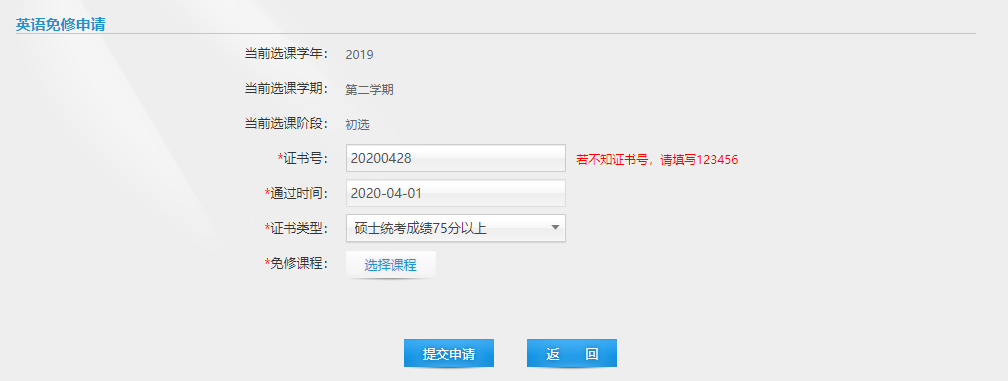 英语免修申请
当前选课学年： 2019
当前选课学期： 第二学期
当前选课阶段： 初选
*证书号： 20200428 若不知证书号，请填写123456
*通过时间： 2020-04-01
*证书类型： 硕士统考成绩75分以上
*免修课程： 选择课程
提交申请 返 回